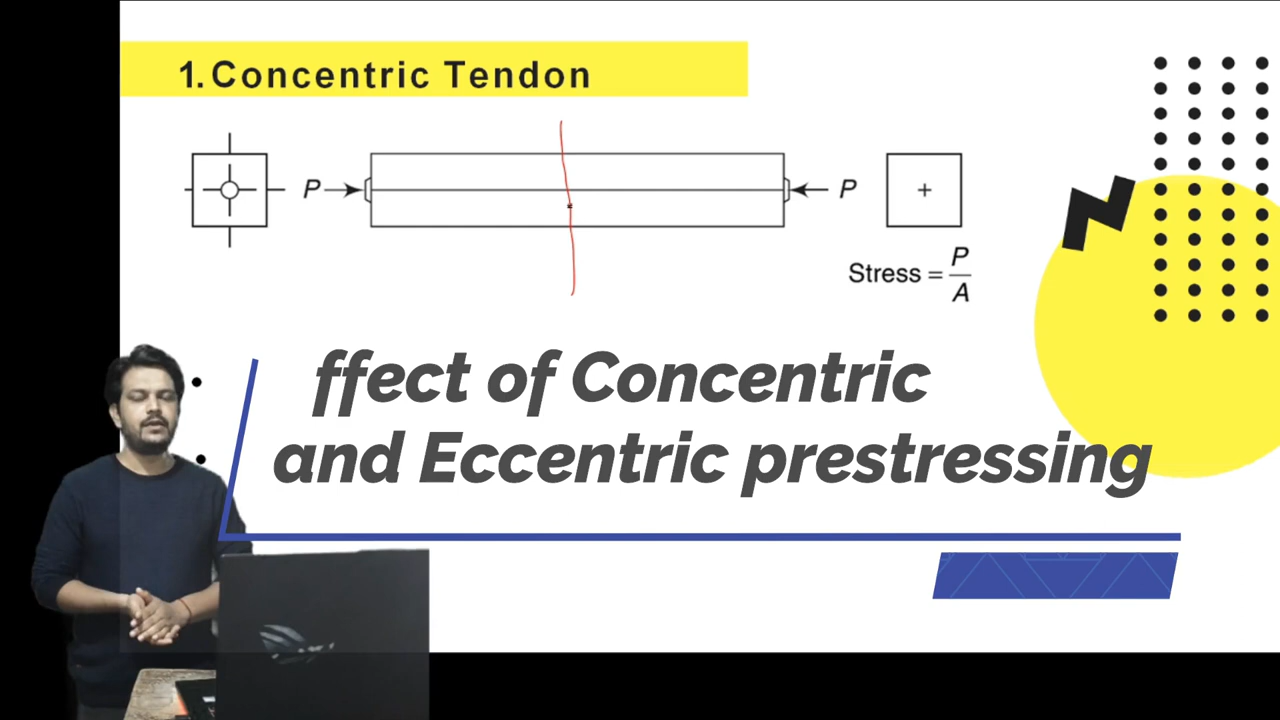 1. Concentric Tendon
P
P
+
Stress = P/A
ffect of Concentric
and Eccentric prestressing